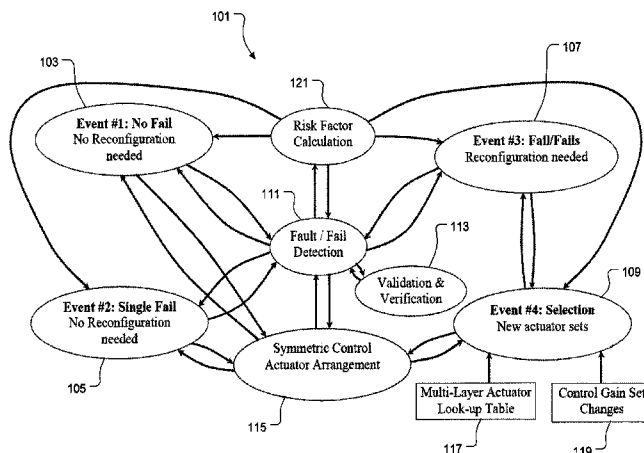 101
103
121
107
Event #1: No Fail
No Reconfiguration
needed
Risk Factor
Calculation
Event #3: Fail/Fails
Reconfiguration needed
111
Fault / Fail
Detection
113
Validation &
Verification
109
Event #2: Single Fail
No Reconfiguration
needed
105
Symmetric Control
Actuator Arrangement
115
Event #4: Selection
New actuator sets
Multi-Layer Actuator
Look-up Table
117
Control Gain Set
Changes
119